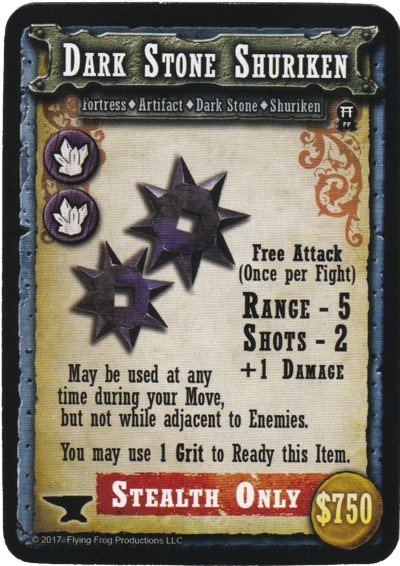 Dark Stone Shuriken
Fortress ◆ Artifact ◆ Dark Stone ◆ Shuriken
FF
Free Attack
(Once per Fight)
Range - 5
Shots - 2
+1 Damage
May be used at any
time during your Move,
but not while adjacent to Enemies.
You may use 1 Grit to Ready this Item.
Stealth Only
$750
© 2017 Flying Frog Productions LLC